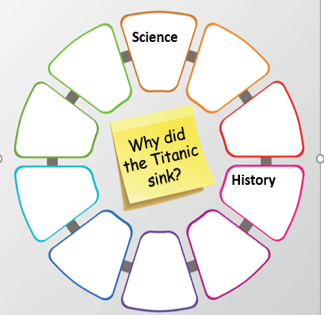 Science
Why did
the Titanic
sink?
History